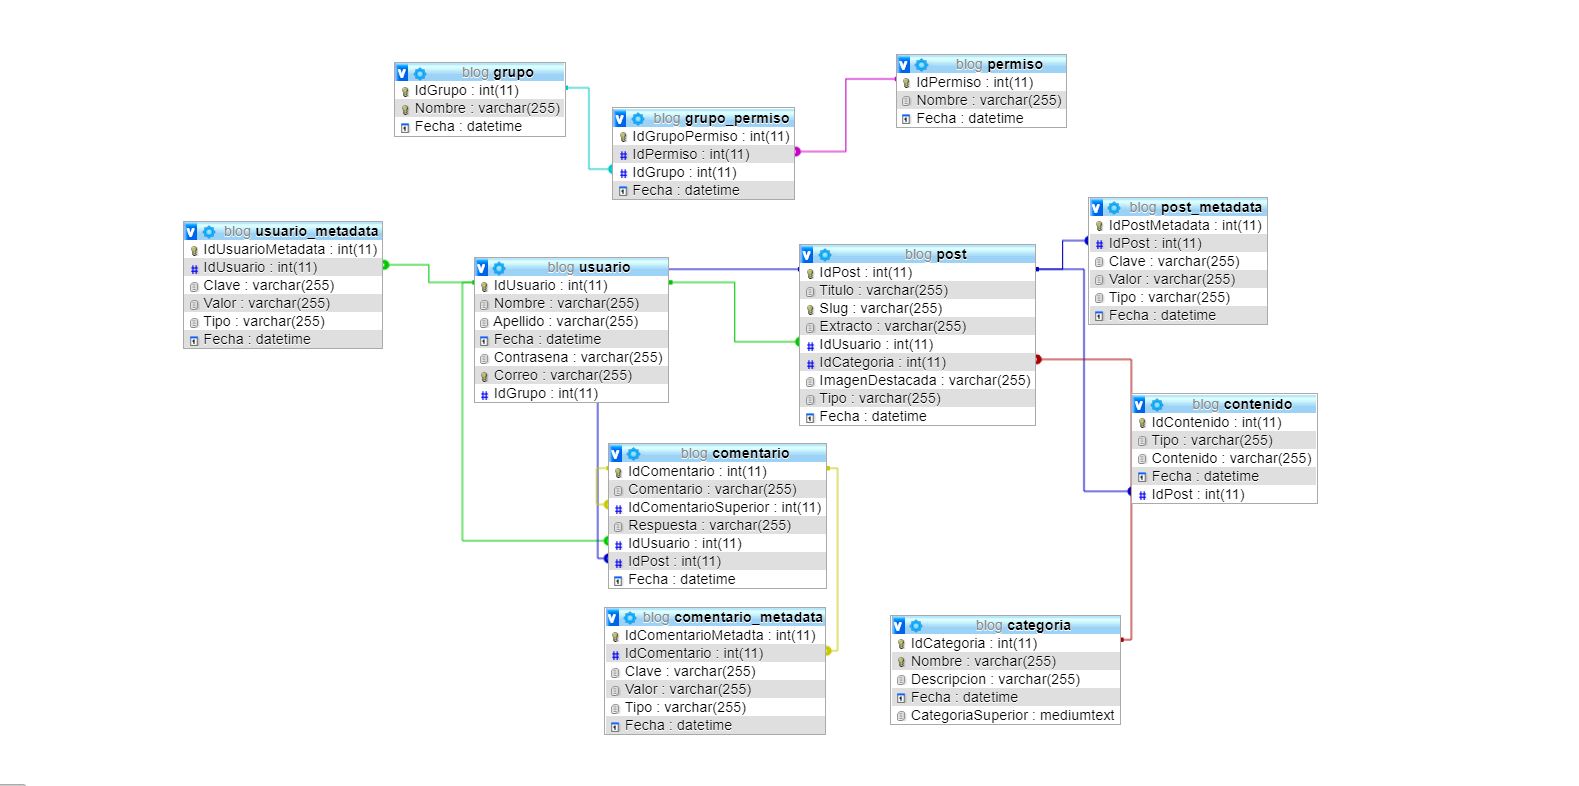 blog grupo
IdGrupo : int(11)
Nombre : varchar(255)
Fecha : datetime
blog permiso
IdPermiso : int(11)
Nombre : varchar(255)
Fecha : datetime
blog grupo_permiso
IdGrupoPermiso : int(11)
IdPermiso : int(11)
IdGrupo : int(11)
Fecha : datetime
blog usuario_metadata
IdUsuarioMetadata : int(11)
IdUsuario : int(11)
Clave : varchar(255)
Valor : varchar(255)
Tipo : varchar(255)
Fecha : datetime
blog usuario
IdUsuario : int(11)
Nombre : varchar(255)
Apellido : varchar(255)
Fecha : datetime
Contrasena : varchar(255)
Correo : varchar(255)
IdGrupo : int(11)
blog post
IdPost : int(11)
Titulo : varchar(255)
Slug : varchar(255)
Extracto : varchar(255)
IdUsuario : int(11)
IdCategoria : int(11)
ImagenDestacada : varchar(255)
Tipo : varchar(255)
Fecha : datetime
blog post_metadata
IdPostMetadata : int(11)
IdPost : int(11)
Clave : varchar(255)
Valor : varchar(255)
Tipo : varchar(255)
Fecha : datetime
blog contenido
IdContenido : int(11)
Tipo : varchar(255)
Contenido : varchar(255)
Fecha : datetime
IdPost : int(11)
blog comentario
IdComentario : int(11)
Comentario : varchar(255)
IdComentarioSuperior : int(11)
Respuesta : varchar(255)
IdUsuario : int(11)
IdPost : int(11)
Fecha : datetime
blog comentario_metadata
IdComentarioMetadta : int(11)
IdComentario : int(11)
Clave : varchar(255)
Valor : varchar(255)
Tipo : varchar(255)
Fecha : datetime
blog categoria
IdCategoria : int(11)
Nombre : varchar(255)
Descripcion : varchar(255)
Fecha : datetime
CategoriaSuperior : mediumtext